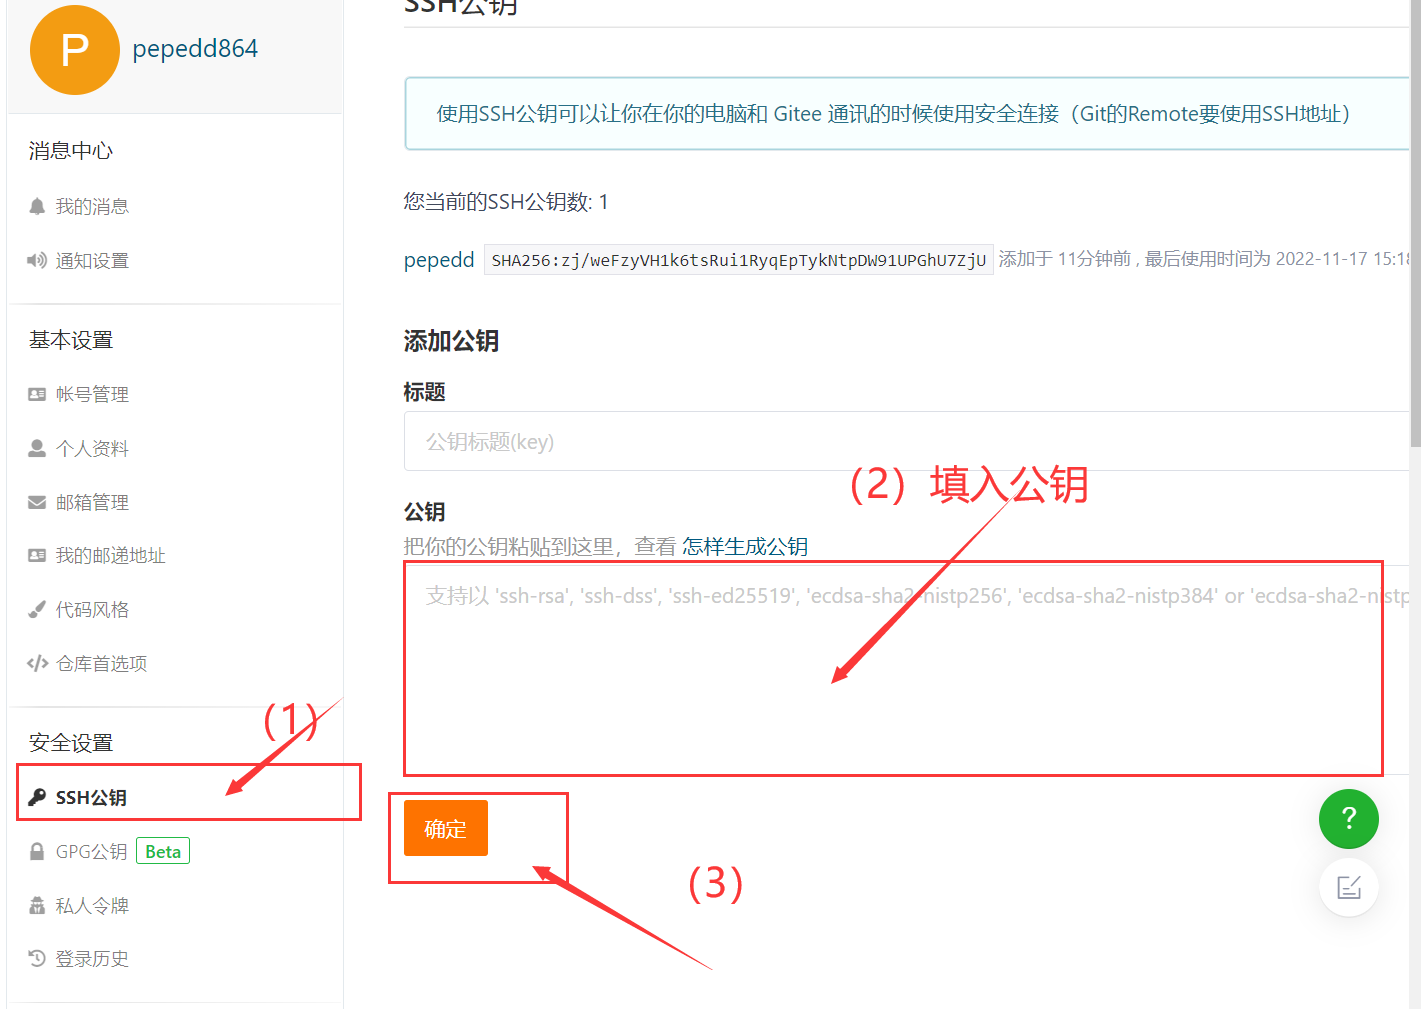 SSH公钥
P
pepedd864
消息中心
我的消息
通知设置
基本设置
帐号管理
个人资料
邮箱管理
我的邮递地址
代码风格
仓库首选项
安全设置
(1)
SSH公钥
GPG公钥 Beta
私人令牌
登录历史
使用SSH公钥可以让你在你的电脑和 Gitee 通讯的时候使用安全连接（Git的Remote要使用SSH地址）
您当前的SSH公钥数: 1
pepedd SHA256:zj/weFzyVH1k6tsRui1RyqEpTykNtpDW91UPGhU7ZjU 添加于 11分钟前 , 最后使用时间为 2022-11-17 15:18
添加公钥
标题
公钥标题(key)
（2）填入公钥
公钥
把你的公钥粘贴到这里，查看 怎样生成公钥
支持以 'ssh-rsa', 'ssh-dss', 'ssh-ed25519', 'ecdsa-sha2-nistp256', 'ecdsa-sha2-nistp384' or 'ecdsa-sha2-nistp
确定
（3）
?